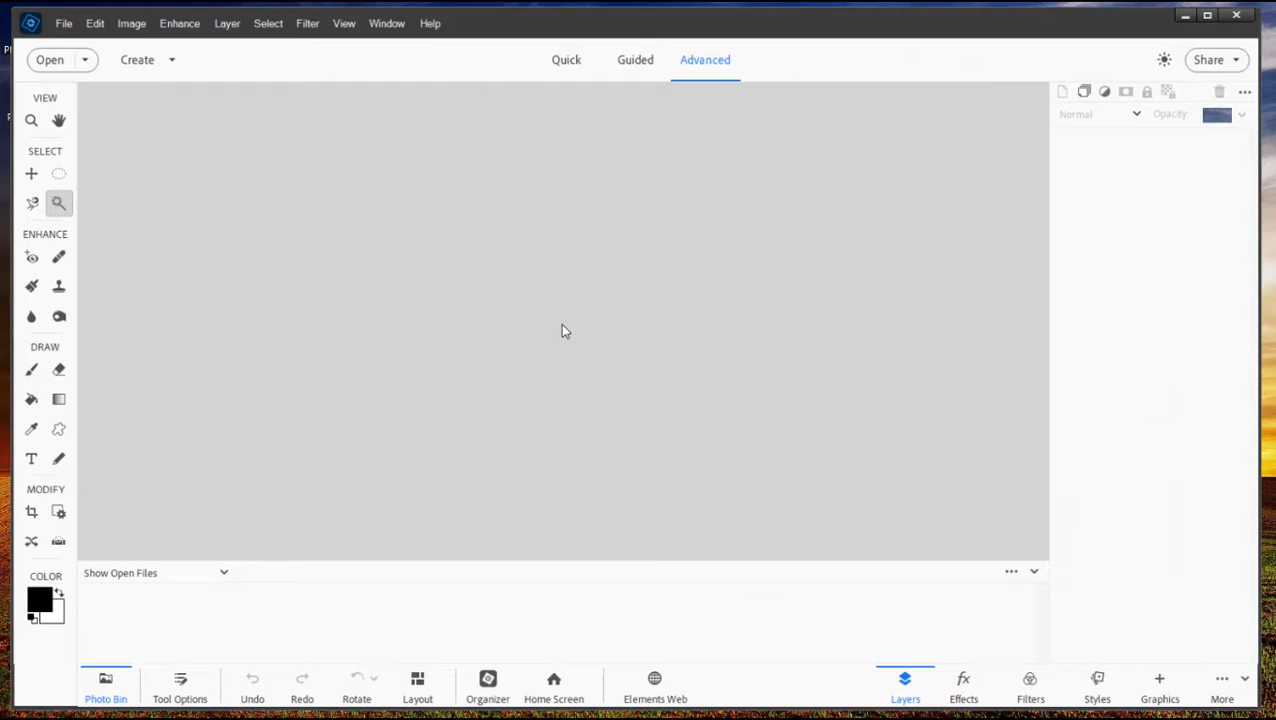 File Edit Image Enhance Layer Select Filter View Window Help
Open Create Quick Guided Advanced Share
VIEW
Normal Opacity:
SELECT
ENHANCE
DRAW
MODIFY
COLOR
Show Open Files
Photo Bin Tool Options Undo Redo Rotate Layout Organizer Home Screen Elements Web Layers Effects Filters Styles Graphics More